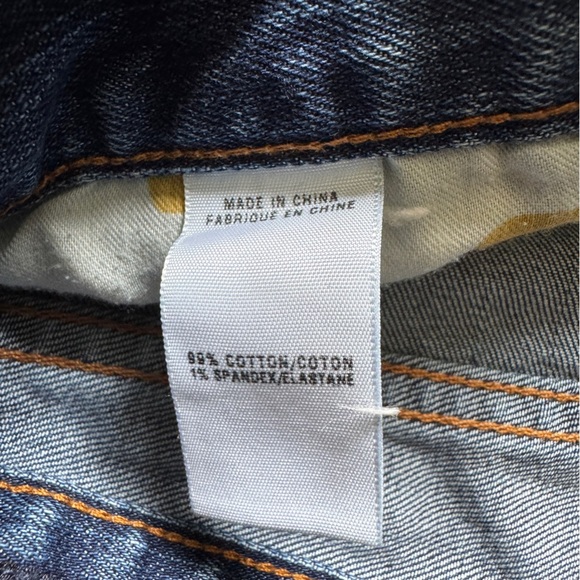 MADE IN CHINA
FABRIQUE EN CHINE
99% COTTON/COTON
1% SPANDEX/ELASTANE